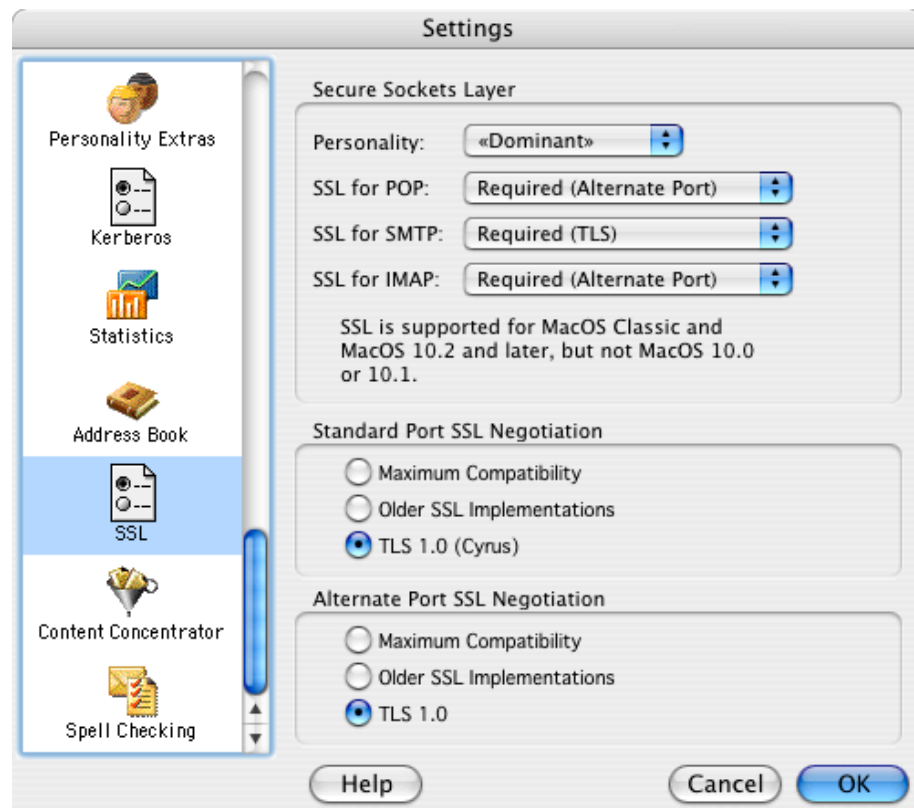 Settings
Personality Extras
Kerberos
Statistics
Address Book
SSL
Content Concentrator
Spell Checking
Secure Sockets Layer
Personality: «Dominant»
SSL for POP: Required (Alternate Port)
SSL for SMTP: Required (TLS)
SSL for IMAP: Required (Alternate Port)
SSL is supported for MacOS Classic and
MacOS 10.2 and later, but not MacOS 10.0
or 10.1.
Standard Port SSL Negotiation
Maximum Compatibility
Older SSL Implementations
TLS 1.0 (Cyrus)
Alternate Port SSL Negotiation
Maximum Compatibility
Older SSL Implementations
TLS 1.0
Help Cancel OK